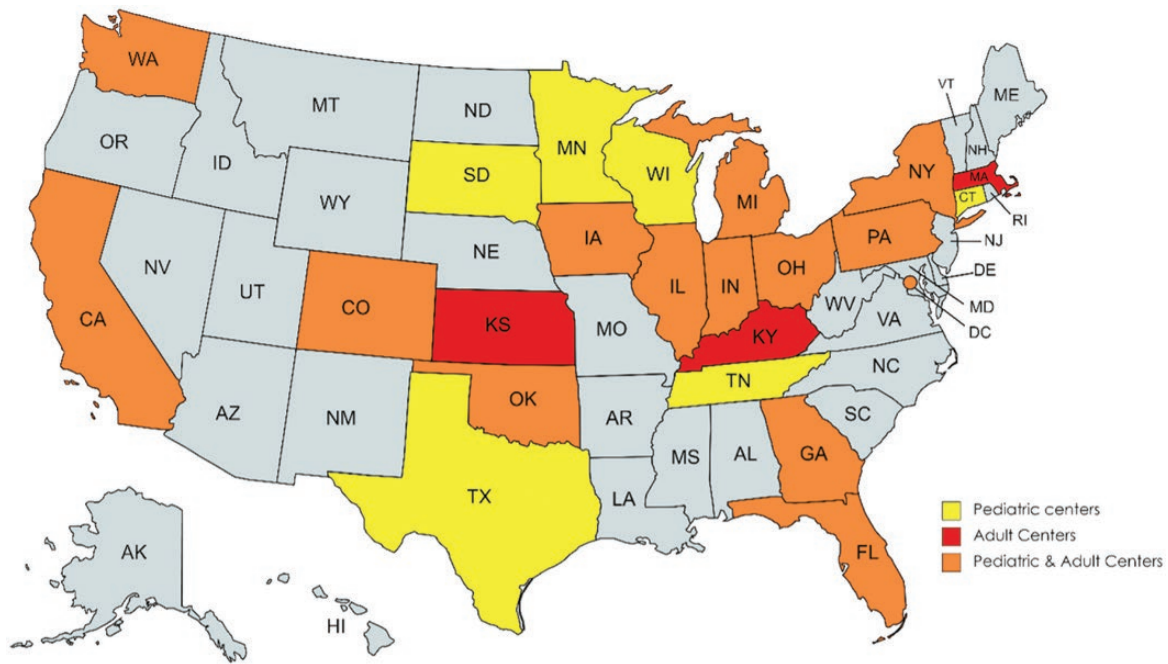 WA
MT
ND
MN
VT
ME
OR
ID
SD
WI
NH
NY
MA
WY
MI
CT
RI
IA
PA
NJ
NE
NV
UT
IL
IN
OH
DE
CA
CO
WV
MD
KS
MO
KY
VA
DC
TN
NC
AZ
NM
OK
AR
SC
MS
AL
GA
TX
LA
Pediatric centers
Adult Centers
Pediatric & Adult Centers
AK
FL
HI